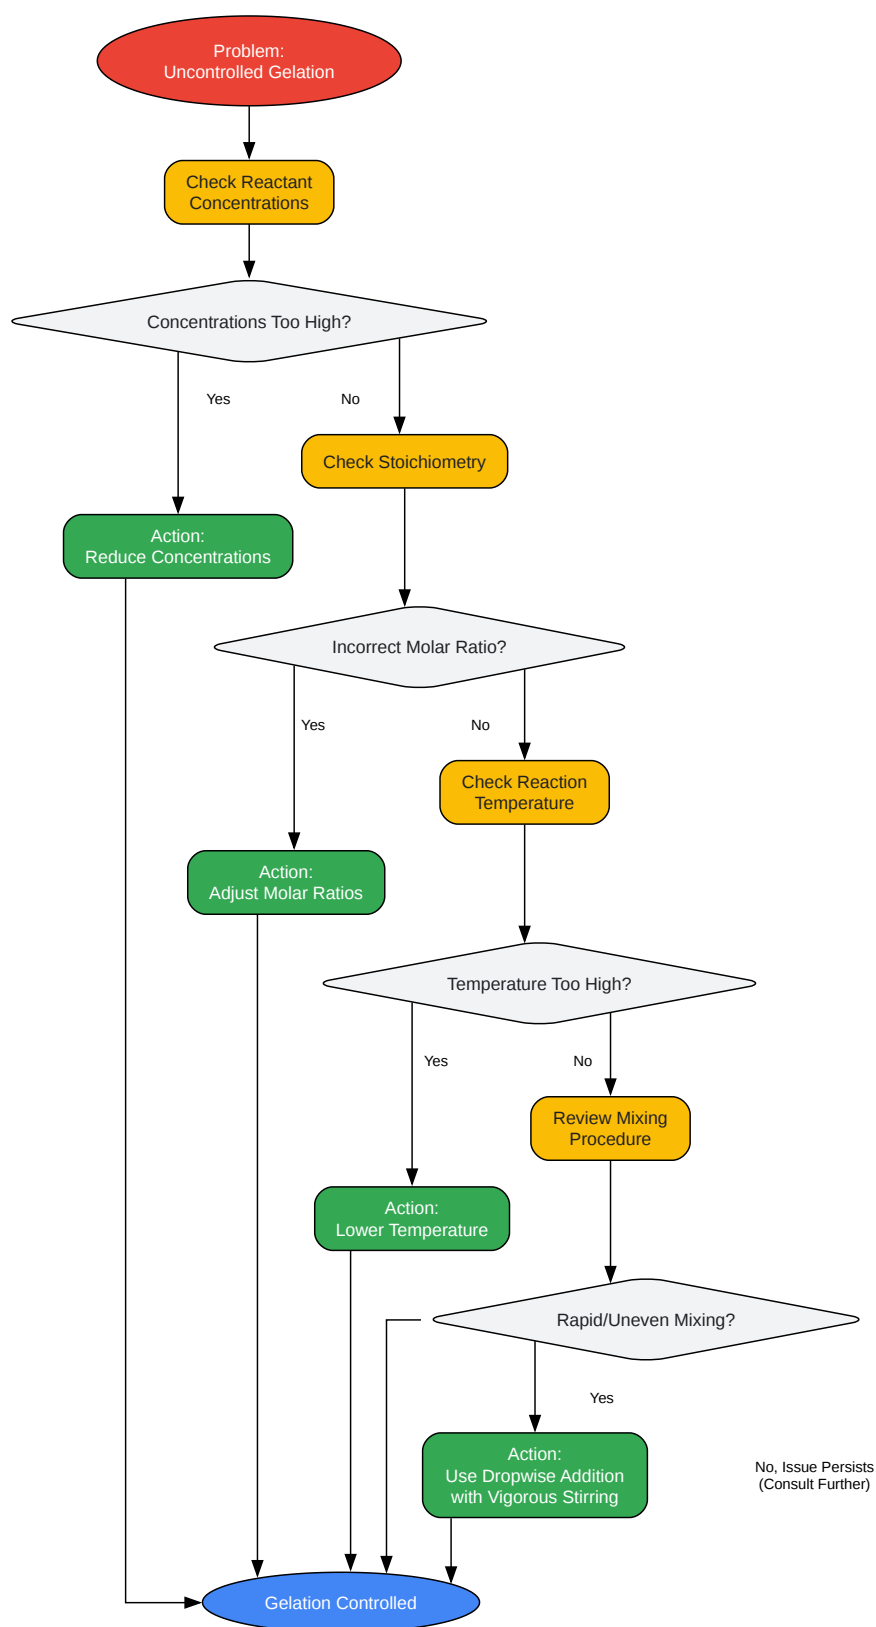 Problem:
Uncontrolled Gelation
Check Reactant
Concentrations
Concentrations Too High?
Yes
No
Check Stoichiometry
Action:
Reduce Concentrations
Incorrect Molar Ratio?
Yes
No
Check Reaction
Temperature
Action:
Adjust Molar Ratios
Temperature Too High?
Yes
No
Review Mixing
Procedure
Action:
Lower Temperature
Rapid/Uneven Mixing?
Yes
Action:
Use Dropwise Addition
with Vigorous Stirring
No, Issue Persists
(Consult Further)
Gelation Controlled